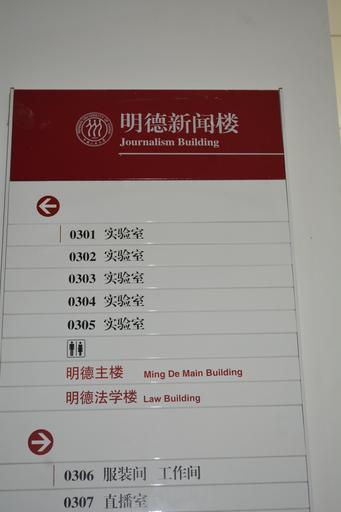 明德新闻楼
Journalism Building
0301 实验室
0302 实验室
0303 实验室
0304 实验室
0305 实验室
明德主楼 Ming De Main Building
明德法学楼 Law Building
0306 服装间 工作间
0307 直播室